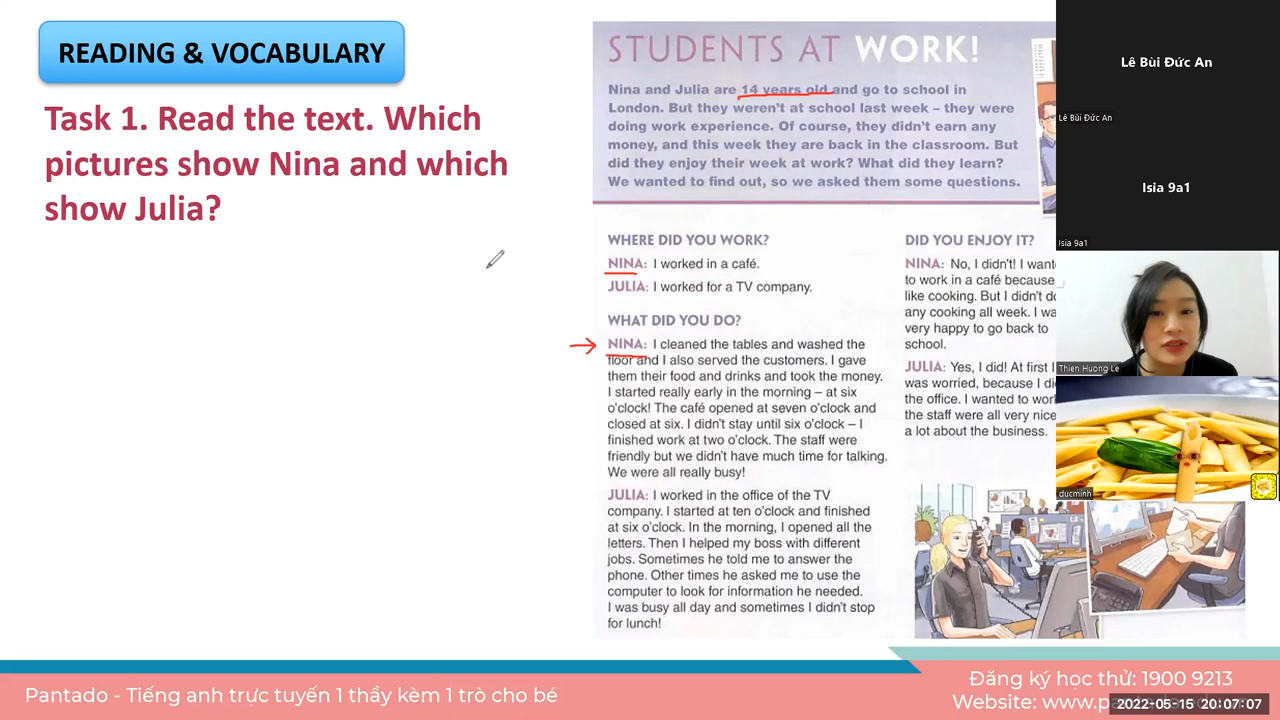 READING & VOCABULARY
Task 1. Read the text. Which
pictures show Nina and which
show Julia?
STUDENTS AT WORK!
Nina and Julia are 14 years old and go to school in
London. But they weren't at school last week – they were
doing work experience. Of course, they didn't earn any
money, and this week they are back in the classroom. But
did they enjoy their week at work? What did they learn?
We wanted to find out, so we asked them some questions.
WHERE DID YOU WORK?
NINA: I worked in a café.
JULIA: I worked for a TV company.
WHAT DID YOU DO?
NINA: I cleaned the tables and washed the
floor and I also served the customers. I gave
them their food and drinks and took the money.
I started really early in the morning – at six
o'clock! The café opened at seven o'clock and
closed at six. I didn't stay until six o'clock – I
finished work at two o'clock. The staff were
friendly but we didn't have much time for talking.
We were all really busy!
JULIA: I worked in the office of the TV
company. I started at ten o'clock and finished
at six o'clock. In the morning, I opened all the
letters. Then I helped my boss with different
jobs. Sometimes he told me to answer the
phone. Other times he asked me to use the
computer to look for information he needed.
I was busy all day and sometimes I didn't stop
for lunch!
DID YOU ENJOY IT?
NINA: No, I didn't! I want
to work in a café because
like cooking. But I didn't do
any cooking all week. I wa
very happy to go back to
school.
JULIA: Yes, I did! At first I
was worried, because I di
the office. I wanted to wor
the staff were all very nice
a lot about the business.
Lê Bùi Đức An
Lê Bùi Đức An
Isia 9a1
Isia 9a1
Thien Huong Le
ducminh
Pantado - Tiếng anh trực tuyến 1 thầy kèm 1 trò cho bé
Đăng ký học thử: 1900 9213
Website: www.pa
2022-05-15 20:07:07